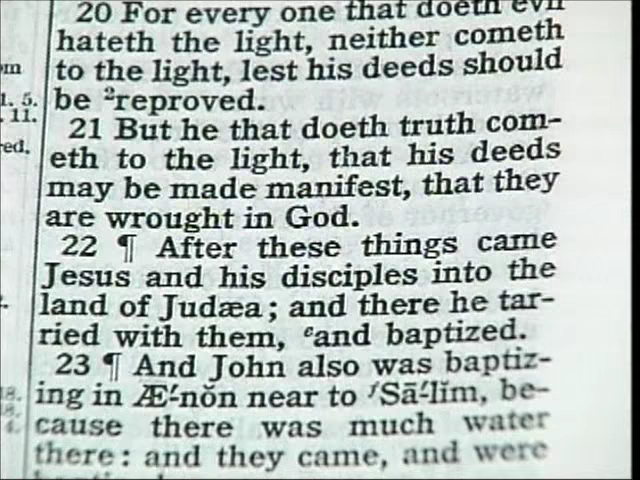 20 For every one that doeth evil
hateth the light, neither cometh
to the light, lest his deeds should
be ²reproved.
21 But he that doeth truth com-
eth to the light, that his deeds
may be made manifest, that they
are wrought in God.
22 ¶ After these things came
Jesus and his disciples into the
land of Judæa; and there he tar-
ried with them, ᵉand baptized.
23 ¶ And John also was baptiz-
ing in Æ´-nŏn near to ᶠSā´lĭm, be-
cause there was much water
there: and they came, and were
1. 5.
11.